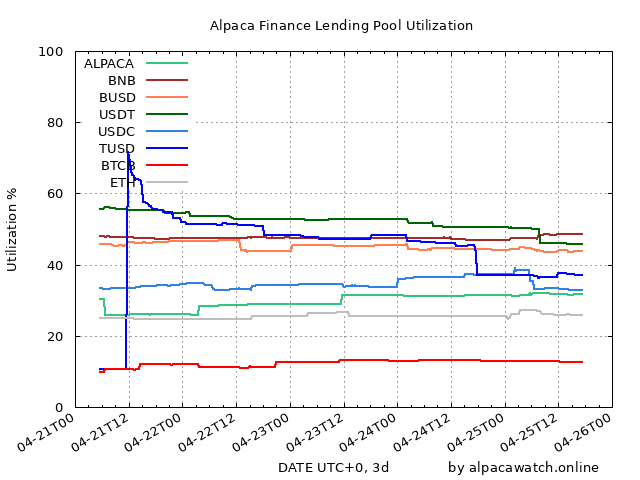 Alpaca Finance Lending Pool Utilization
100
80
60
40
20
0
Utilization %
ALPACA
BNB
BUSD
USDT
USDC
TUSD
BTCB
ETH
04-21T00
04-21T12
04-22T00
04-22T12
04-23T00
04-23T12
04-24T00
04-24T12
04-25T00
04-25T12
04-26T00
DATE UTC+0, 3d
by alpacawatch.online